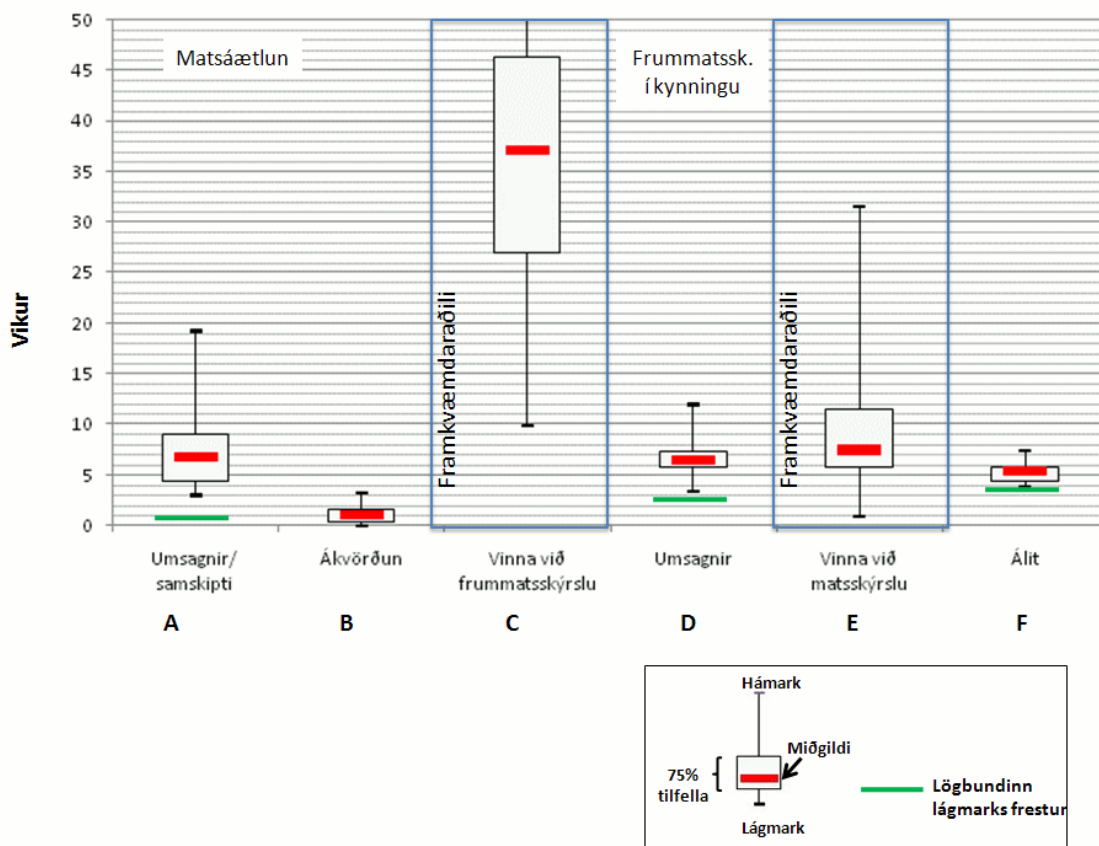 Matsáætlun
Frummatssk.
í kynningu
50
45
40
35
30
25
20
15
10
5
0
Vikur
Framkvæmdaraðili
Framkvæmdaraðili
Umsagnir/
samskipti
Ákvörðun
Vinna við
frummatsskýrslu
Umsagnir
Vinna við
matsskýrslu
Álit
A
B
C
D
E
F
Hámark
Miðgildi
75%
tilfella
Lágmark
Lögbundinn
lágmarks frestur